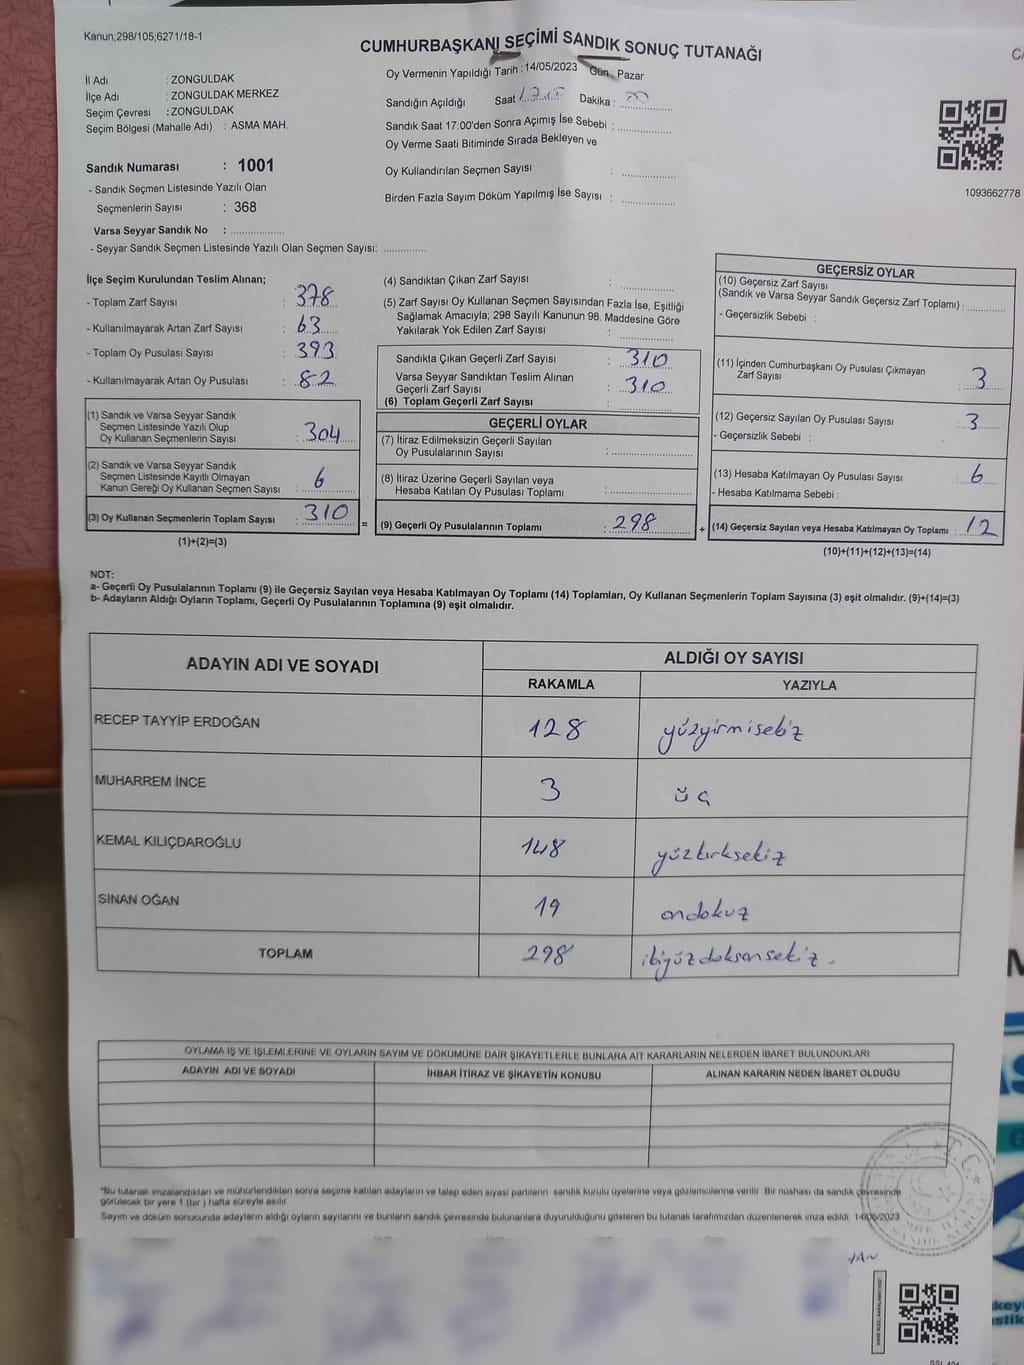 Kanun;298/105;6271/18-1
CUMHURBAŞKANI SEÇİMİ SANDIK SONUÇ TUTANAĞI
İl Adı : ZONGULDAK
İlçe Adı : ZONGULDAK MERKEZ
Seçim Çevresi : ZONGULDAK
Seçim Bölgesi (Mahalle Adı) : ASMA MAH.
Oy Vermenin Yapıldığı Tarih : 14/05/2023 Gün : Pazar
Sandığın Açıldığı Saat Dakika :
Sandık Saat 17:00'den Sonra Açımış İse Sebebi :
Oy Verme Saati Bitiminde Sırada Bekleyen ve
Oy Kullandırılan Seçmen Sayısı :
Birden Fazla Sayım Döküm Yapılmış İse Sayısı :
1093662778
Sandık Numarası : 1001
- Sandık Seçmen Listesinde Yazılı Olan
Seçmenlerin Sayısı : 368
Varsa Seyyar Sandık No :
- Seyyar Sandık Seçmen Listesinde Yazılı Olan Seçmen Sayısı:
İlçe Seçim Kurulundan Teslim Alınan;
- Toplam Zarf Sayısı : 378
- Kullanılmayarak Artan Zarf Sayısı : 63
- Toplam Oy Pusulası Sayısı : 393
- Kullanılmayarak Artan Oy Pusulası : 82
(1) Sandık ve Varsa Seyyar Sandık
Seçmen Listesinde Yazılı Olup
Oy Kullanan Seçmenlerin Sayısı : 304
(2) Sandık ve Varsa Seyyar Sandık
Seçmen Listesinde Kayıtlı Olmayan
Kanun Gereği Oy Kullanan Seçmen Sayısı : 6
(3) Oy Kullanan Seçmenlerin Toplam Sayısı : 310
(1)+(2)=(3)
(4) Sandıktan Çıkan Zarf Sayısı :
(5) Zarf Sayısı Oy Kullanan Seçmen Sayısından Fazla İse, Eşitliği
Sağlamak Amacıyla; 298 Sayılı Kanunun 98. Maddesine Göre
Yakılarak Yok Edilen Zarf Sayısı :
Sandıkta Çıkan Geçerli Zarf Sayısı : 310
Varsa Seyyar Sandıktan Teslim Alınan
Geçerli Zarf Sayısı : 310
(6) Toplam Geçerli Zarf Sayısı :
GEÇERLİ OYLAR
(7) İtiraz Edilmeksizin Geçerli Sayılan
Oy Pusulalarının Sayısı :
(8) İtiraz Üzerine Geçerli Sayılan veya
Hesaba Katılan Oy Pusulası Toplamı :
= (9) Geçerli Oy Pusulalarının Toplamı : 298
GEÇERSİZ OYLAR
(10) Geçersiz Zarf Sayısı
(Sandık ve Varsa Seyyar Sandık Geçersiz Zarf Toplamı) :
- Geçersizlik Sebebi :
(11) İçinden Cumhurbaşkanı Oy Pusulası Çıkmayan
Zarf Sayısı : 3
(12) Geçersiz Sayılan Oy Pusulası Sayısı : 3
- Geçersizlik Sebebi :
(13) Hesaba Katılmayan Oy Pusulası Sayısı : 6
- Hesaba Katılmama Sebebi :
+ (14) Geçersiz Sayılan veya Hesaba Katılmayan Oy Toplamı : 12
(10)+(11)+(12)+(13)=(14)
NOT:
a- Geçerli Oy Pusulalarının Toplamı (9) ile Geçersiz Sayılan veya Hesaba Katılmayan Oy Toplamı (14) Toplamları, Oy Kullanan Seçmenlerin Toplam Sayısına (3) eşit olmalıdır. (9)+(14)=(3)
b- Adayların Aldığı Oyların Toplamı, Geçerli Oy Pusulalarının Toplamına (9) eşit olmalıdır.
ADAYIN ADI VE SOYADI ALDIĞI OY SAYISI
RAKAMLA YAZIYLA
RECEP TAYYİP ERDOĞAN 128 yüzyirmisekiz
MUHARREM İNCE 3 üç
KEMAL KILIÇDAROĞLU 148 yüzkırksekiz
SİNAN OĞAN 19 ondokuz
TOPLAM 298 ikiyüzdoksansekiz.
OYLAMA İŞ VE İŞLEMLERİNE VE OYLARIN SAYIM VE DÖKÜMÜNE DAİR ŞİKAYETLERLE BUNLARA AİT KARARLARIN NELERDEN İBARET BULUNDUKLARI
ADAYIN ADI VE SOYADI İHBAR İTİRAZ VE ŞİKAYETİN KONUSU ALINAN KARARIN NEDEN İBARET OLDUĞU
"Bu tutanak imzalandıktan ve mühürlendikten sonra seçime katılan adayların ve talep eden siyasi partilerin sandık kurulu üyelerine veya gözlemcilerine verilir. Bir nüshası da sandık çevresinde
görülecek bir yere 1 (bir ) hafta süreyle asılır.
Sayım ve döküm sonucunda adayların aldığı oyların sayılarını ve bunların sandık çevresinde bulunanlara duyurulduğunu gösteren bu tutanak tarafımızdan düzenlenerek imza edildi. 14/05/2023